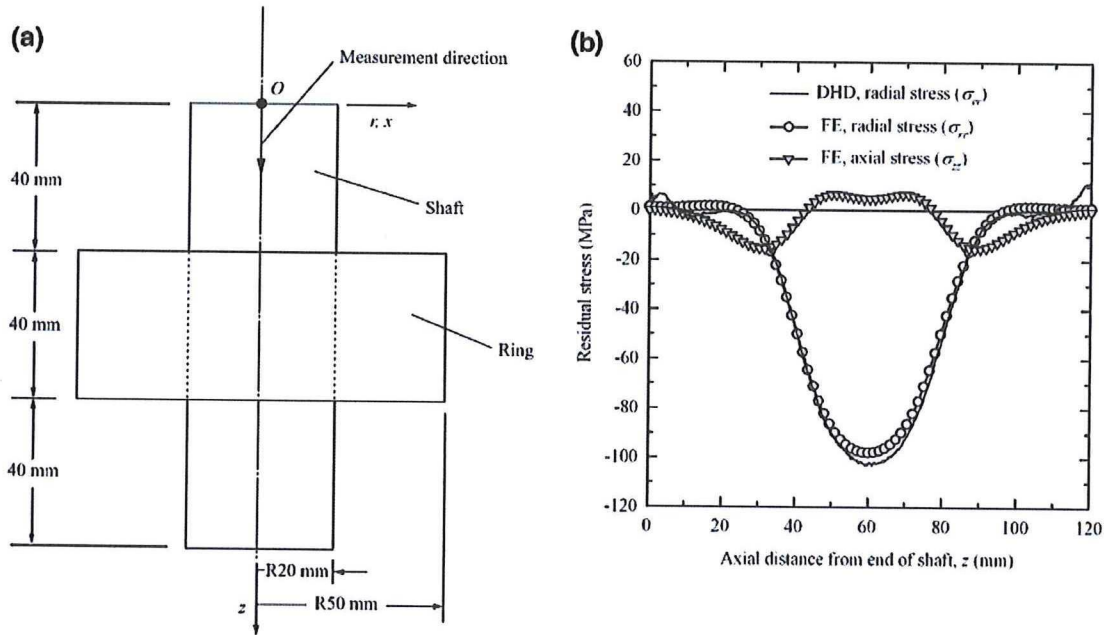 (a)
O
Measurement direction
r, x
40 mm
Shaft
40 mm
Ring
40 mm
R20 mm
z
R50 mm
(b)
60
40
20
0
-20
-40
-60
-80
-100
-120
Residual stress (MPa)
DHD, radial stress (σrr)
FE, radial stress (σrr)
FE, axial stress (σzz)
0
20
40
60
80
100
120
Axial distance from end of shaft, z (mm)